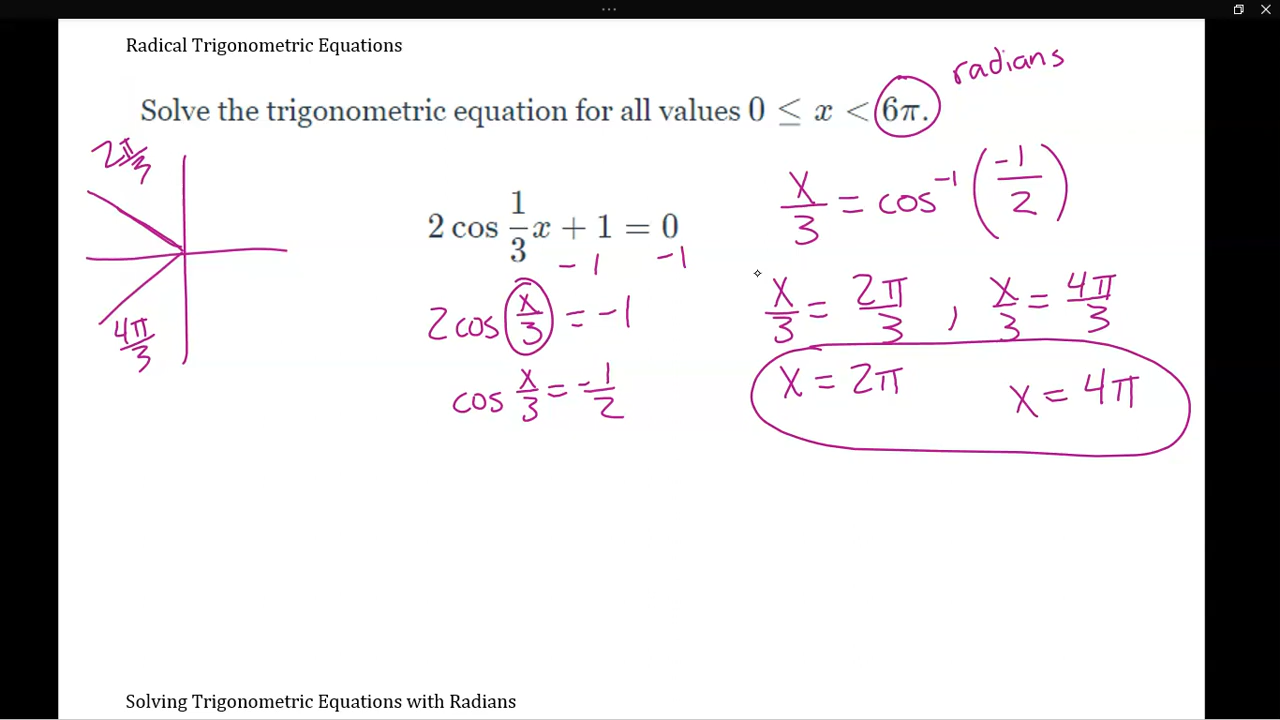 Radical Trigonometric Equations
radians
Solve the trigonometric equation for all values 0 ≤ x < 6π.
2π/3
4π/3
2 cos 1/3 x + 1 = 0
-1 -1
2 cos x/3 = -1
cos x/3 = -1/2
x/3 = cos⁻¹ (-1/2)
x/3 = 2π/3 , x/3 = 4π/3
x = 2π x = 4π
Solving Trigonometric Equations with Radians